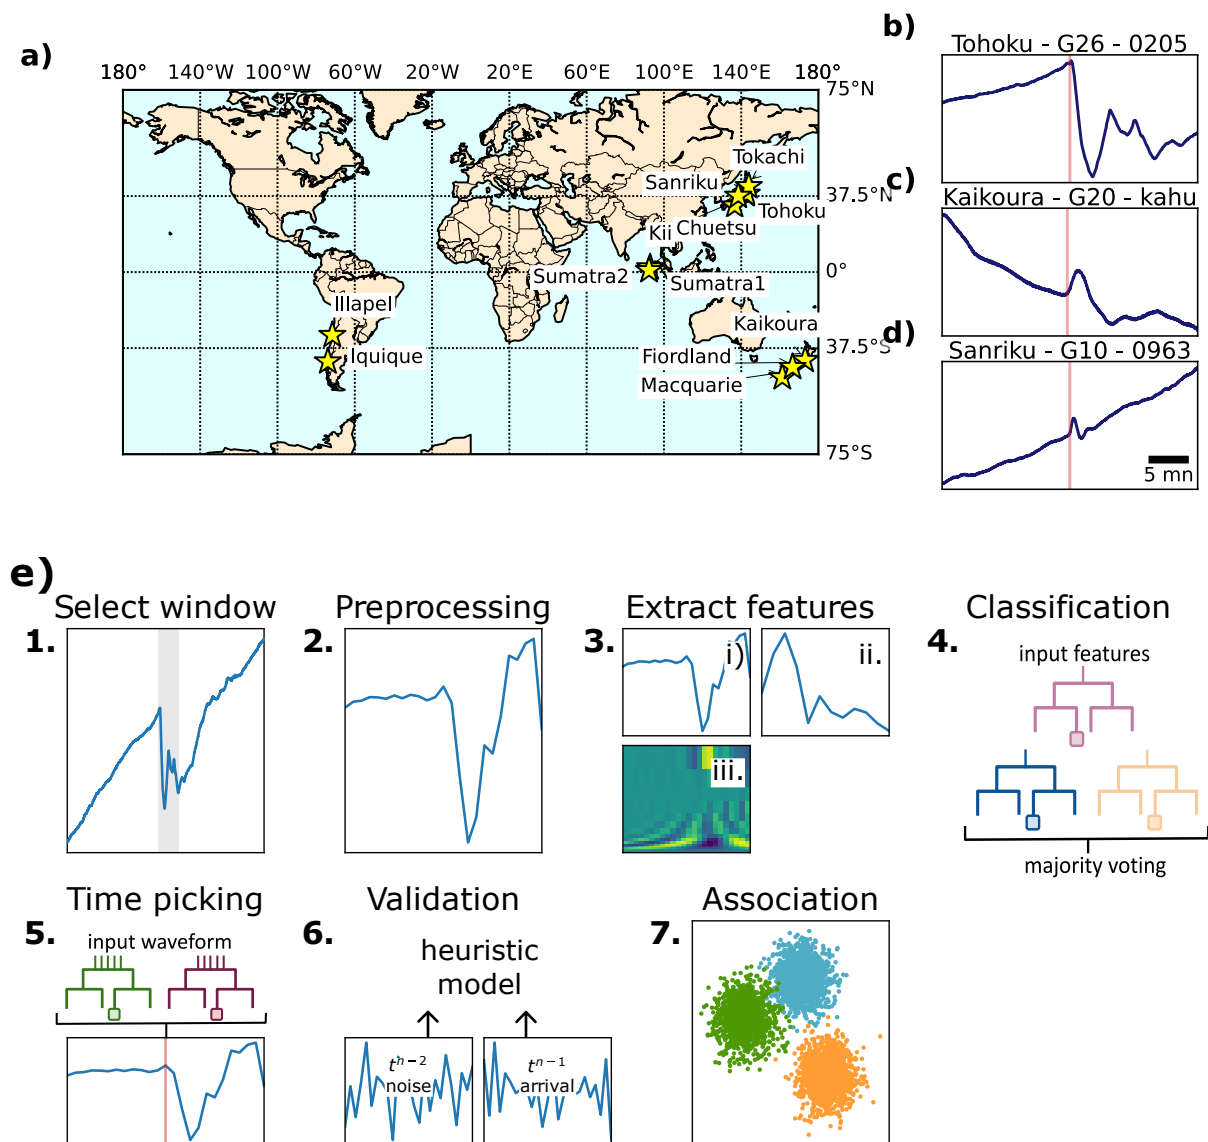 a)
180° 140°W 100°W 60°W 20°W 20°E 60°E 100°E 140°E 180°
75°N
37.5°N
0°
37.5°S
75°S
Tokachi
Sanriku
Tohoku
Kii Chuetsu
Sumatra2
Sumatra1
Illapel
Kaikoura
Iquique
Fiordland
Macquarie
b)
Tohoku - G26 - 0205
c)
Kaikoura - G20 - kahu
d)
Sanriku - G10 - 0963
5 mn
e)
Select window
1.
Preprocessing
2.
Extract features
3.
i)
ii.
iii.
Classification
4.
input features
majority voting
Time picking
5.
input waveform
Validation
6.
heuristic
model
t^{h−2}
noise
t^{n−1}
arrival
Association
7.